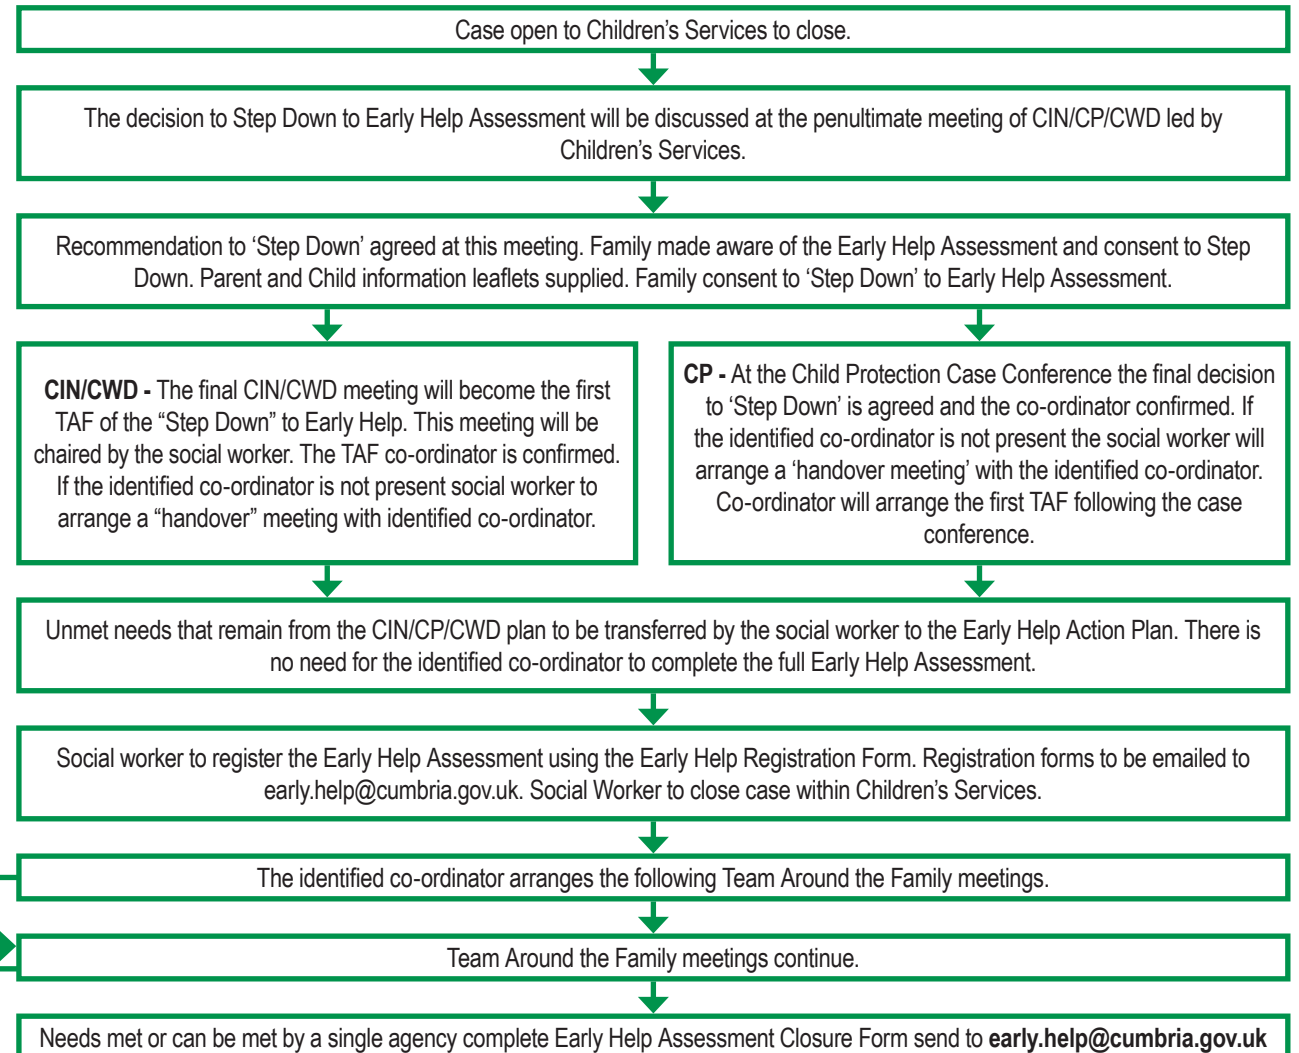 Case open to Children’s Services to close.
The decision to Step Down to Early Help Assessment will be discussed at the penultimate meeting of CIN/CP/CWD led by
Children’s Services.
Recommendation to ‘Step Down’ agreed at this meeting. Family made aware of the Early Help Assessment and consent to Step
Down. Parent and Child information leaflets supplied. Family consent to ‘Step Down’ to Early Help Assessment.
CIN/CWD - The final CIN/CWD meeting will become the first
TAF of the “Step Down” to Early Help. This meeting will be
chaired by the social worker. The TAF co-ordinator is confirmed.
If the identified co-ordinator is not present social worker to
arrange a “handover” meeting with identified co-ordinator.
CP - At the Child Protection Case Conference the final decision
to ‘Step Down’ is agreed and the co-ordinator confirmed. If
the identified co-ordinator is not present the social worker will
arrange a ‘handover meeting’ with the identified co-ordinator.
Co-ordinator will arrange the first TAF following the case
conference.
Unmet needs that remain from the CIN/CP/CWD plan to be transferred by the social worker to the Early Help Action Plan. There is
no need for the identified co-ordinator to complete the full Early Help Assessment.
Social worker to register the Early Help Assessment using the Early Help Registration Form. Registration forms to be emailed to
early.help@cumbria.gov.uk. Social Worker to close case within Children’s Services.
The identified co-ordinator arranges the following Team Around the Family meetings.
Team Around the Family meetings continue.
Needs met or can be met by a single agency complete Early Help Assessment Closure Form send to early.help@cumbria.gov.uk